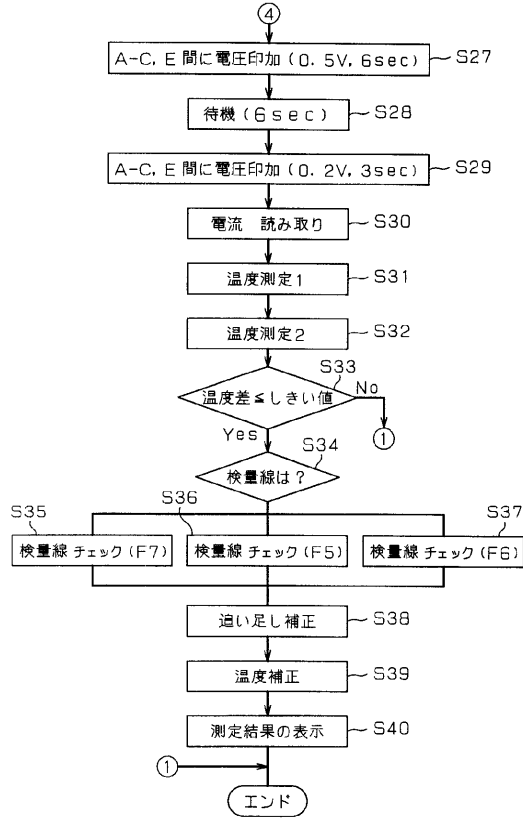 ④
A-C, E 間に電圧印加 (0. 5V, 6sec)
S27
待機 (6sec)
S28
A-C, E 間に電圧印加 (0. 2V, 3sec)
S29
電流 読み取り
S30
温度測定1
S31
温度測定2
S32
S33
温度差≦しきい値
No
①
Yes
S34
検量線は?
S35
S36
S37
検量線 チェック (F7)
検量線 チェック (F5)
検量線 チェック (F6)
追い足し補正
S38
温度補正
S39
測定結果の表示
S40
①
エンド